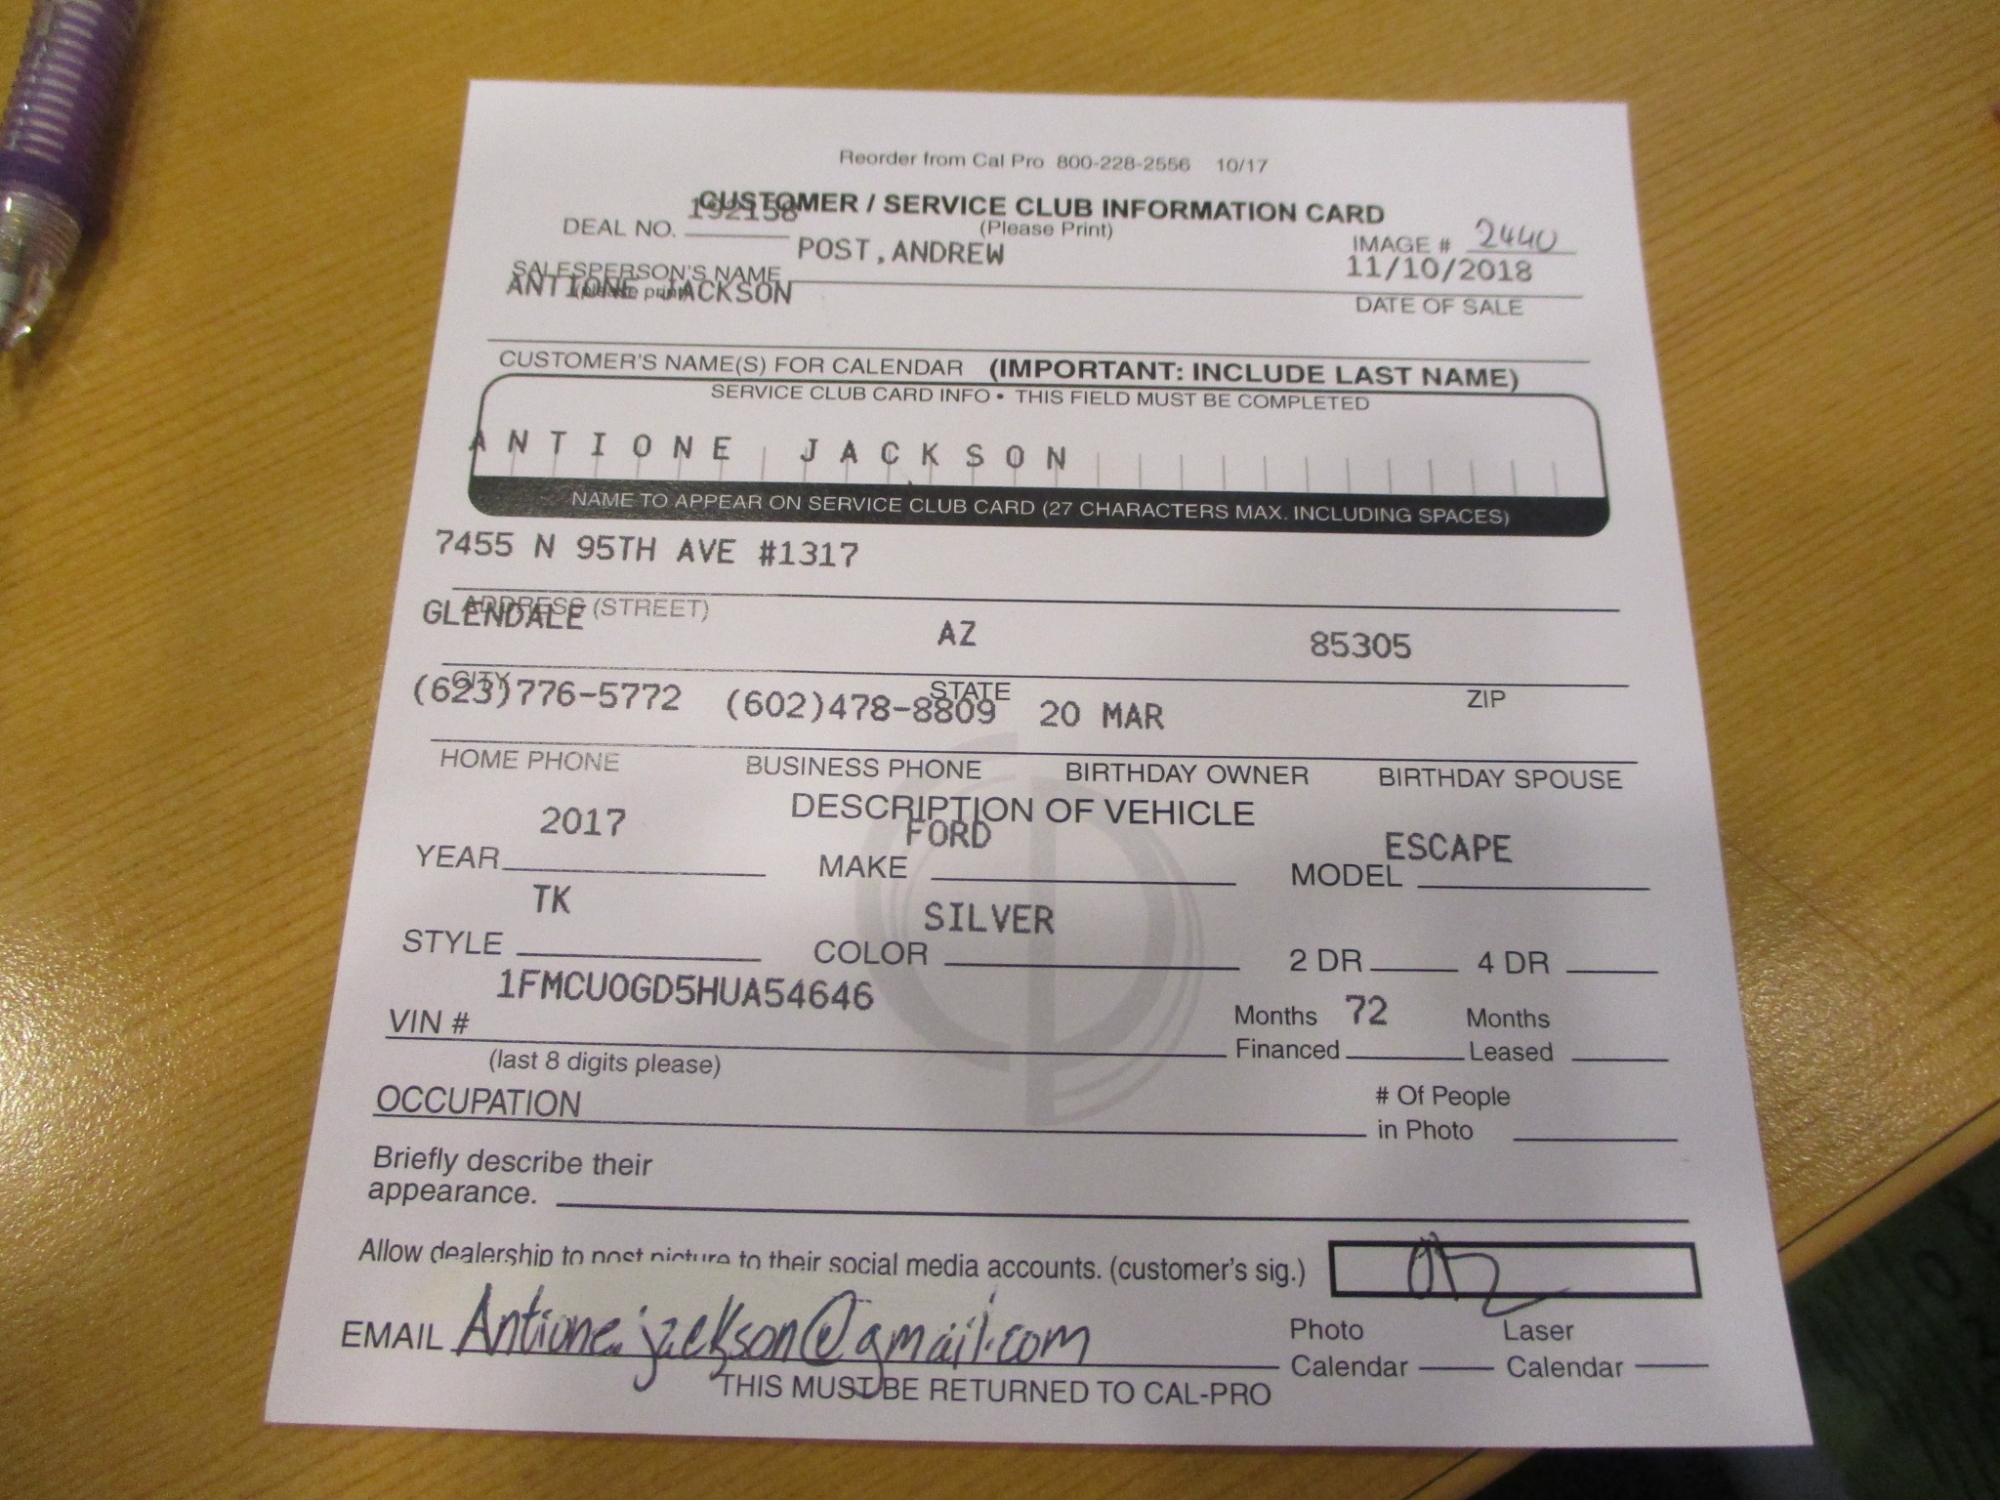 Reorder from Cal Pro 800-228-2556 10/17
CUSTOMER / SERVICE CLUB INFORMATION CARD
(Please Print)
DEAL NO. 192158
IMAGE # 2440
SALESPERSON'S NAME POST,ANDREW 11/10/2018
(please print) DATE OF SALE
ANTIONE JACKSON
CUSTOMER'S NAME(S) FOR CALENDAR (IMPORTANT: INCLUDE LAST NAME)
SERVICE CLUB CARD INFO • THIS FIELD MUST BE COMPLETED
ANTIONE JACKSON
NAME TO APPEAR ON SERVICE CLUB CARD (27 CHARACTERS MAX. INCLUDING SPACES)
7455 N 95TH AVE #1317
ADDRESS (STREET)
GLENDALE AZ 85305
CITY STATE ZIP
(623)776-5772 (602)478-8809 20 MAR
HOME PHONE BUSINESS PHONE BIRTHDAY OWNER BIRTHDAY SPOUSE
DESCRIPTION OF VEHICLE
YEAR 2017 MAKE FORD MODEL ESCAPE
STYLE TK COLOR SILVER 2 DR 4 DR
VIN # 1FMCU0GD5HUA54646
(last 8 digits please)
Months Financed 72 Months Leased
OCCUPATION
# Of People in Photo
Briefly describe their
appearance.
Allow dealership to post picture to their social media accounts. (customer's sig.)
EMAIL Antione.jackson@gmail.com
Photo Calendar Laser Calendar
THIS MUST BE RETURNED TO CAL-PRO